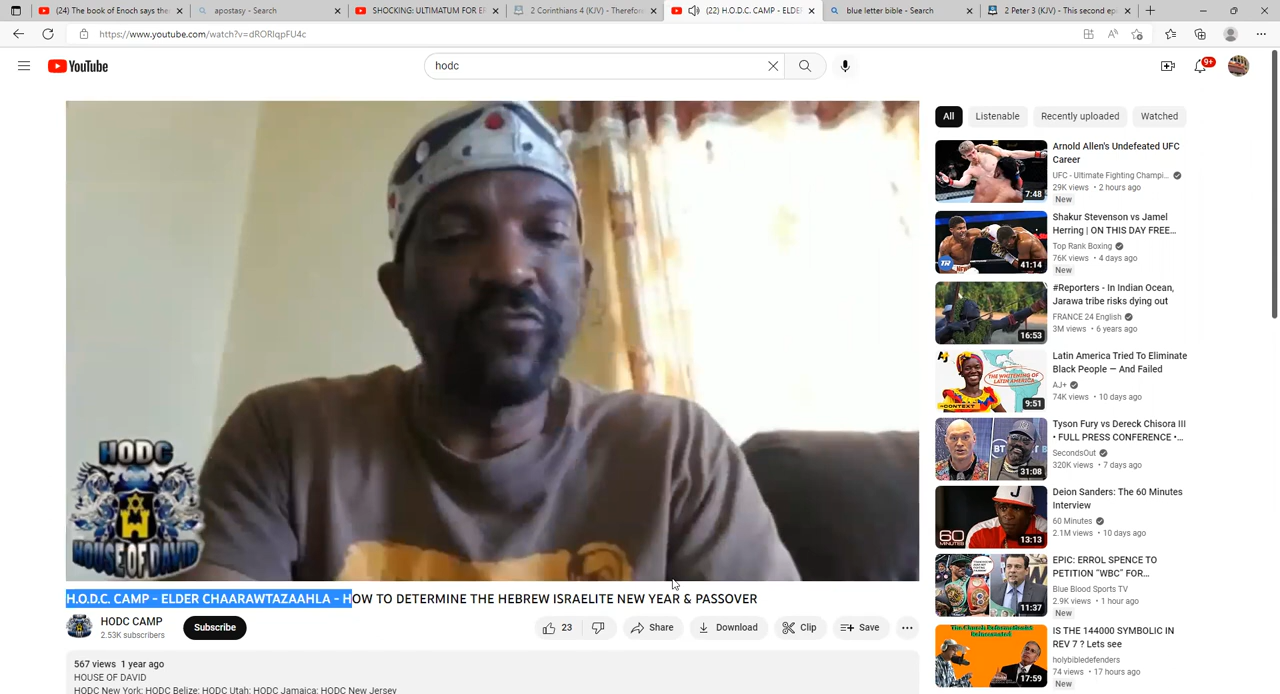 (24) The book of Enoch says the
apostasy - Search
SHOCKING: ULTIMATUM FOR
2 Corinthians 4 (KJV) - Therefore
(22) H.O.D.C. CAMP - ELDE
blue letter bible - Search
2 Peter 3 (KJV) - This second ep
https://www.youtube.com/watch?v=dRORlqpFU4c
YouTube
hodc
9+
All
Listenable
Recently uploaded
Watched
Arnold Allen's Undefeated UFC
Career
UFC - Ultimate Fighting Champi...
29K views • 2 hours ago
New
7:48
Shakur Stevenson vs Jamel
Herring | ON THIS DAY FREE...
Top Rank Boxing
76K views • 4 days ago
New
41:14
#Reporters - In Indian Ocean,
Jarawa tribe risks dying out
FRANCE 24 English
3M views • 6 years ago
16:53
Latin America Tried To Eliminate
Black People — And Failed
AJ+
74K views • 10 days ago
THE WHITENING OF
LATIN AMERICA
CONTEXT
9:51
Tyson Fury vs Dereck Chisora III
• FULL PRESS CONFERENCE •...
SecondsOut
320K views • 7 days ago
31:08
Deion Sanders: The 60 Minutes
Interview
60 Minutes
2.1M views • 10 days ago
60
MINUTES
13:13
EPIC: ERROL SPENCE TO
PETITION "WBC" FOR...
Blue Blood Sports TV
2.9K views • 1 hour ago
New
11:37
IS THE 144000 SYMBOLIC IN
REV 7 ? Lets see
holybibledefenders
74 views • 17 hours ago
New
17:59
HODC
HOUSE OF DAVID
H.O.D.C. CAMP - ELDER CHAARAWTAZAAHLA - HOW TO DETERMINE THE HEBREW ISRAELITE NEW YEAR & PASSOVER
HODC CAMP
2.53K subscribers
Subscribe
23
Share
Download
Clip
Save
567 views 1 year ago
HOUSE OF DAVID
HODC New York; HODC Belize; HODC Utah; HODC Jamaica; HODC New Jersey